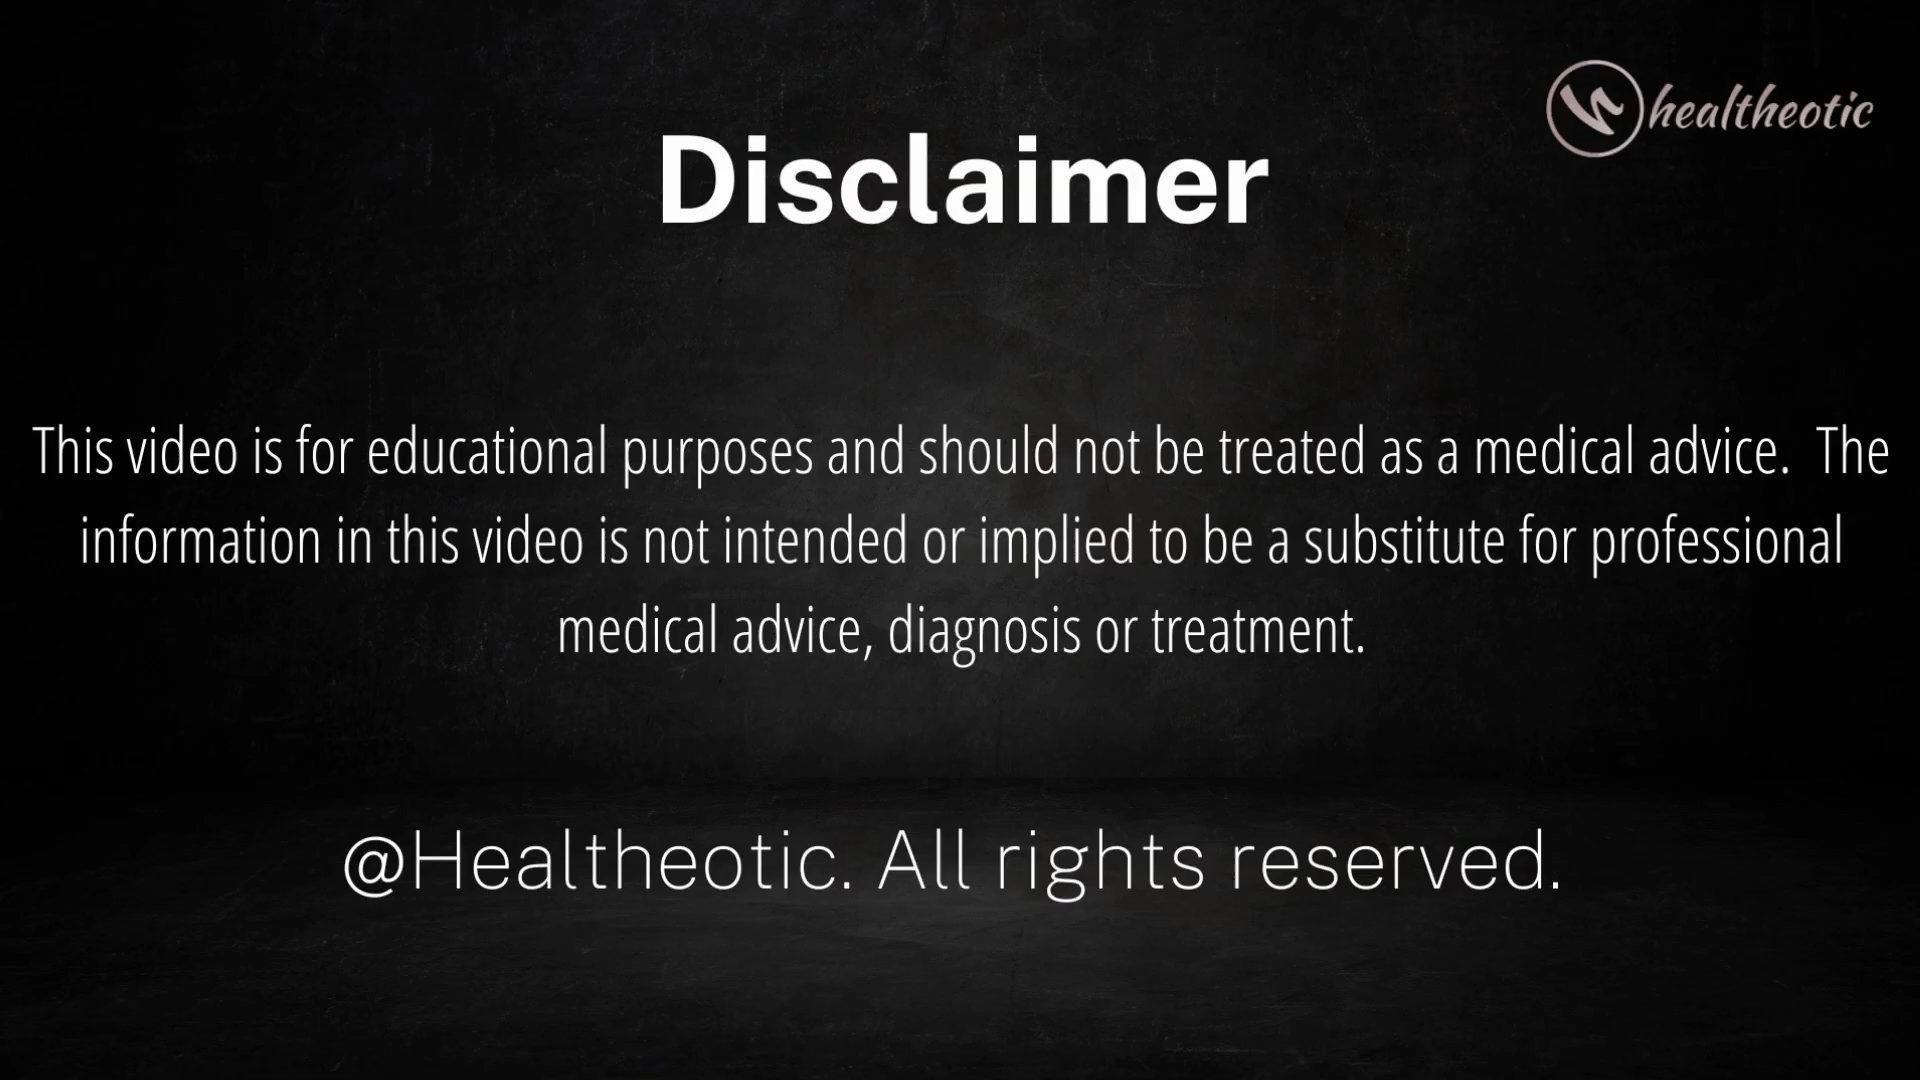 healtheotic
Disclaimer
This video is for educational purposes and should not be treated as a medical advice.  The
information in this video is not intended or implied to be a substitute for professional
medical advice, diagnosis or treatment.
@Healtheotic. All rights reserved.